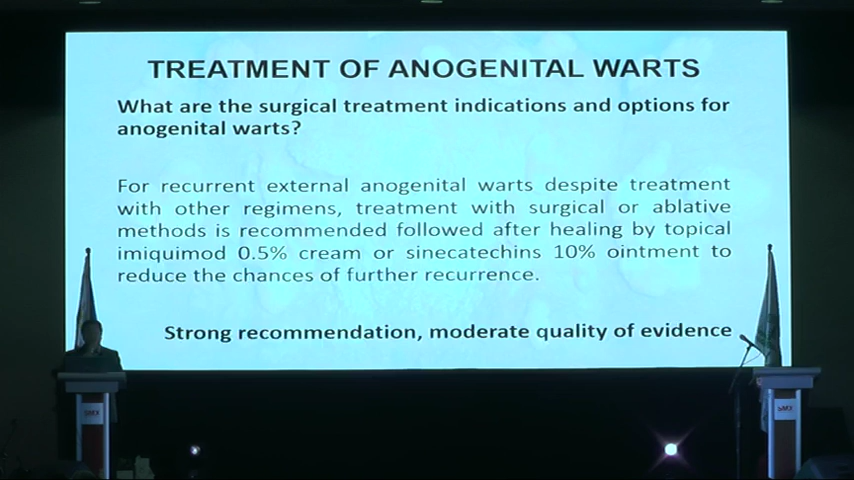 TREATMENT OF ANOGENITAL WARTS
What are the surgical treatment indications and options for
anogenital warts?
For recurrent external anogenital warts despite treatment
with other regimens, treatment with surgical or ablative
methods is recommended followed after healing by topical
imiquimod 0.5% cream or sinecatechins 10% ointment to
reduce the chances of further recurrence.
Strong recommendation, moderate quality of evidence
SMX
SMX